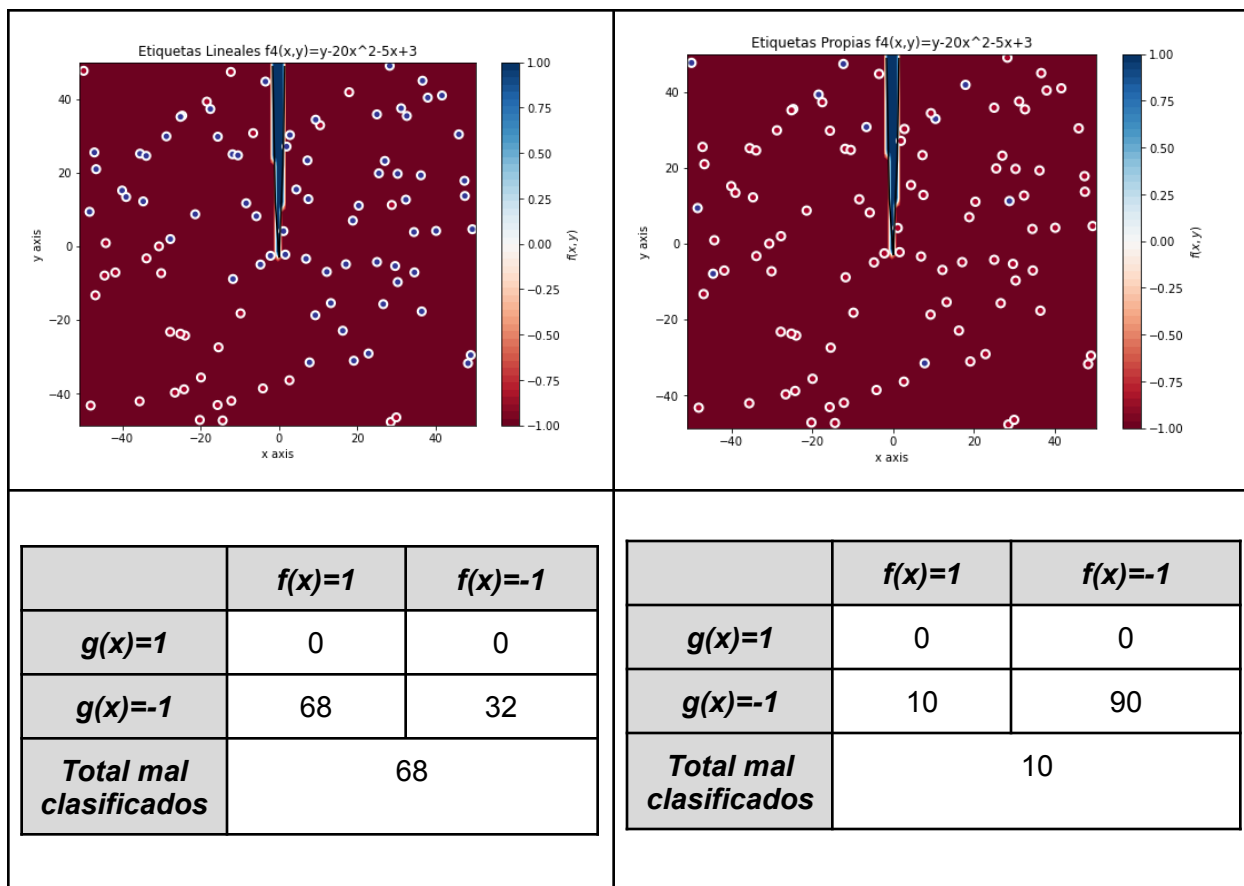 Etiquetas Lineales f4(x,y)=y-20x^2-5x+3
40
20
0
−20
−40
y axis
−40
−20
0
20
40
x axis
1.00
0.75
0.50
0.25
0.00
−0.25
−0.50
−0.75
−1.00
f(x, y)
Etiquetas Propias f4(x,y)=y-20x^2-5x+3
40
20
0
−20
−40
y axis
−40
−20
0
20
40
x axis
1.00
0.75
0.50
0.25
0.00
−0.25
−0.50
−0.75
−1.00
f(x, y)
f(x)=1 f(x)=-1
g(x)=1 0 0
g(x)=-1 68 32
Total mal 68
clasificados
f(x)=1 f(x)=-1
g(x)=1 0 0
g(x)=-1 10 90
Total mal 10
clasificados